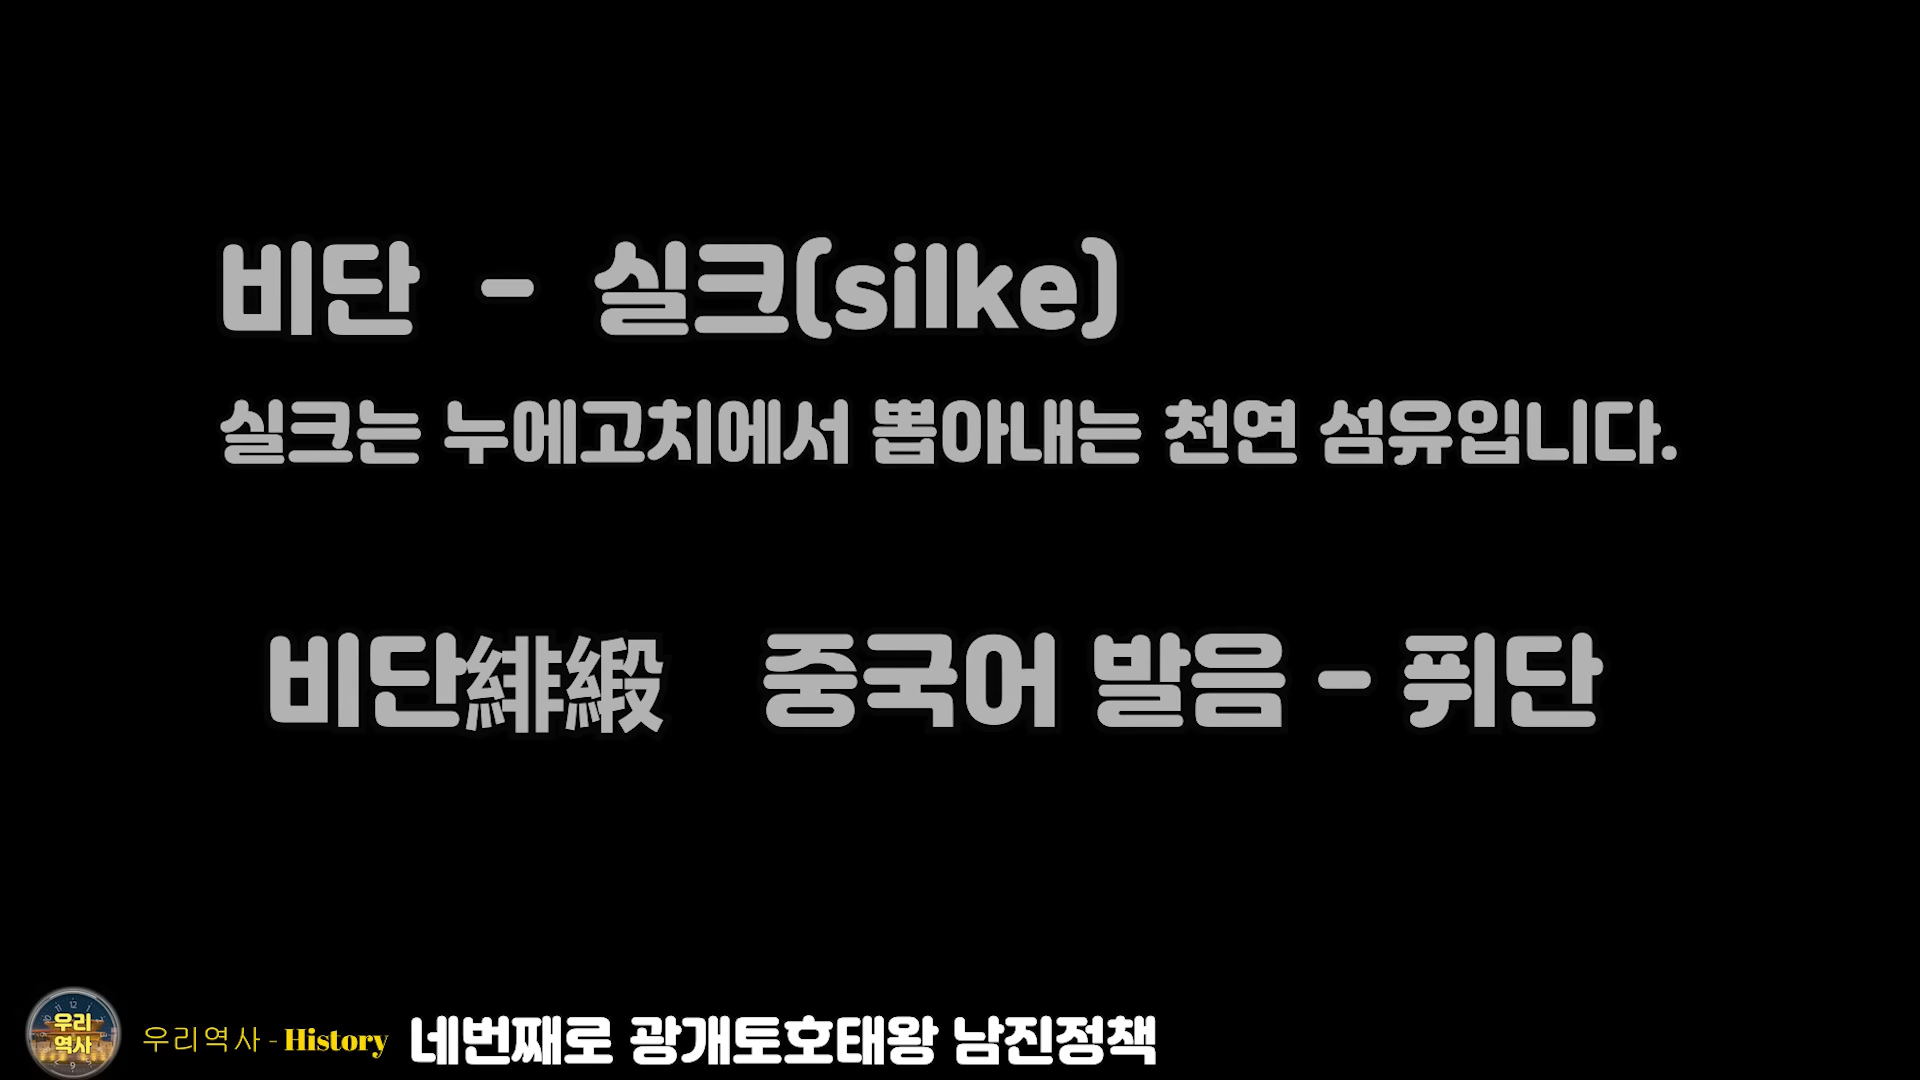 비단 - 실크(silke)
실크는 누에고치에서 뽑아내는 천연 섬유입니다.
비단緋緞 중국어 발음 - 퓌단
우리역사
우리역사 - History 네번째로 광개토호태왕 남진정책